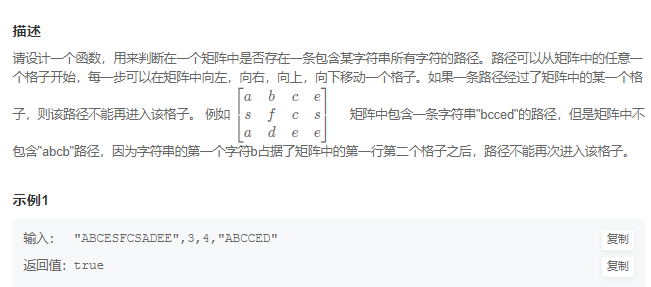 描述
请设计一个函数，用来判断在一个矩阵中是否存在一条包含某字符串所有字符的路径。路径可以从矩阵中的任意一
个格子开始，每一步可以在矩阵中向左，向右，向上，向下移动一个格子。如果一条路径经过了矩阵中的某一个格
a b c e
子，则该路径不能再进入该格子。 例如 s f c s 矩阵中包含一条字符串"bcced"的路径，但是矩阵中不
a d e e
包含"abcb"路径，因为字符串的第一个字符b占据了矩阵中的第一行第二个格子之后，路径不能再次进入该格子。
示例1
输入： "ABCESFCSADEE",3,4,"ABCCED" 复制
返回值：true 复制